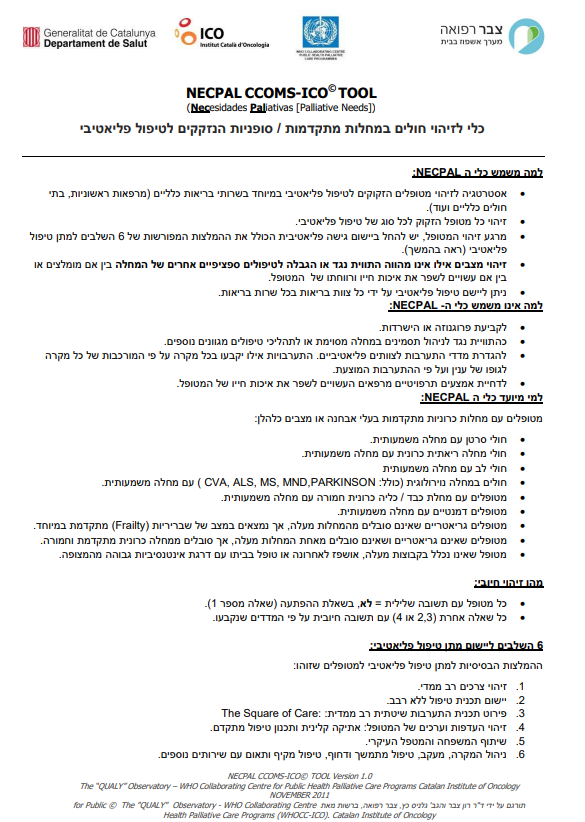 Generalitat de Catalunya
Departament de Salut
ICO
Institut Català d'Oncologia
WHO COLLABORATING CENTRE
PUBLIC HEALTH PALLIATIVE
CARE PROGRAMMES
צבר רפואה
מערך אשפוז בבית
NECPAL CCOMS-ICO© TOOL
(Necesidades Paliativas [Palliative Needs])
כלי לזיהוי חולים במחלות מתקדמות / סופניות הנזקקים לטיפול פליאטיבי
למה משמש כלי ה NECPAL:
• אסטרטגיה לזיהוי מטופלים הזקוקים לטיפול פליאטיבי במיוחד בשרותי בריאות כלליים (מרפאות ראשוניות, בתי
חולים כלליים ועוד).
• זיהוי כל מטופל הזקוק לכל סוג של טיפול פליאטיבי.
• מרגע זיהוי המטופל, יש להחל ביישום גישה פליאטיבית הכולל את ההמלצות המפורשות של 6 השלבים למתן טיפול
פליאטיבי (ראה בהמשך).
• זיהוי מצבים אילו אינו מהווה התווית נגד או הגבלה לטיפולים ספציפיים אחרים של המחלה בין אם מומלצים או
בין אם עשויים לשפר את איכות חייו ורווחתו של המטופל.
• ניתן ליישם טיפול פליאטיבי על ידי כל צוות בריאות בכל שרות בריאות.
למה אינו משמש כלי ה- NECPAL:
• לקביעת פרוגנוזה או הישרדות.
• כהתוויית נגד לניהול תסמינים במחלה מסוימת או לתהליכי טיפולים מגוונים נוספים.
• להגדרת מדדי התערבות לצוותים פליאטיביים. התערבויות אילו יקבעו בכל מקרה על פי המורכבות של כל מקרה
לגופו של ענין ועל פי ההתערבות המוצעת.
• לדחיית אמצעים תרפויטיים מרפאים העשויים לשפר את איכות חייו של המטופל.
למי מיועד כלי ה NECPAL:
מטופלים עם מחלות כרוניות מתקדמות בעלי אבחנה או מצבים כלהלן:
• חולי סרטן עם מחלה משמעותית.
• חולי מחלה ריאתית כרונית עם מחלה משמעותית.
• חולי לב עם מחלה משמעותית
• חולים במחלה נוירולוגית (כולל: CVA, ALS, MS, MND,PARKINSON ) עם מחלה משמעותית.
• מטופלים עם מחלת כבד / כליה כרונית חמורה עם מחלה משמעותית.
• מטופלים דמנטיים עם מחלה משמעותית.
• מטופלים גריאטריים שאינם סובלים מהמחלות מעלה, אך נמצאים במצב של שבריריות (Frailty) מתקדמת במיוחד.
• מטופלים שאינם גריאטריים ושאינם סובלים מאחת המחלות מעלה, אך סובלים ממחלה כרונית מתקדמת וחמורה.
• מטופל שאינו נכלל בקבוצות מעלה, אושפז לאחרונה או טופל בביתו עם דרגת אינטנסיביות גבוהה מהמצופה.
מהו זיהוי חיובי:
• כל מטופל עם תשובה שלילית = לא, בשאלת ההפתעה (שאלה מספר 1).
• כל שאלה אחרת (2,3 או 4) עם תשובה חיובית על פי המדדים שנקבעו.
6 השלבים ליישום מתן טיפול פליאטיבי:
ההמלצות הבסיסיות למתן טיפול פליאטיבי למטופלים שזוהו:
1. זיהוי צרכים רב ממדי.
2. יישום תכנית טיפול ללא רבב.
3. פירוט תכנית התערבות שיטתית רב ממדית: The Square of Care:
4. זיהוי העדפות וערכים של המטופל: אתיקה קלינית ותכנון טיפול מתקדם.
5. שיתוף המשפחה והמטפל העיקרי.
6. ניהול המקרה, מעקב, טיפול מתמשך ודחוף, טיפול מקיף ותאום עם שירותים נוספים.
NECPAL CCOMS-ICO© TOOL Version 1.0
The "QUALY" Observatory – WHO Collaborating Centre for Public Health Palliative Care Programs Catalan Institute of Oncology
NOVEMBER 2011
תורגם על ידי ד"ר רון צבר והגב' גלניס כץ, צבר רפואה, ברשות מאת for Public © The "QUALY" Observatory - WHO Collaborating Centre
Health Palliative Care Programs (WHOCC-ICO). Catalan Institute of Oncology